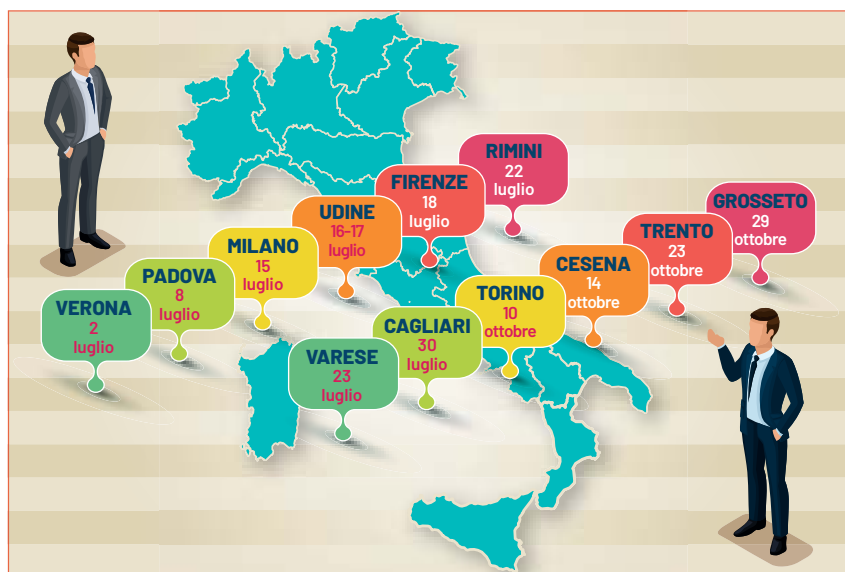 VERONA
2
luglio
PADOVA
8
luglio
MILANO
15
luglio
UDINE
16-17
luglio
FIRENZE
18
luglio
RIMINI
22
luglio
VARESE
23
luglio
CAGLIARI
30
luglio
TORINO
10
ottobre
CESENA
14
ottobre
TRENTO
23
ottobre
GROSSETO
29
ottobre